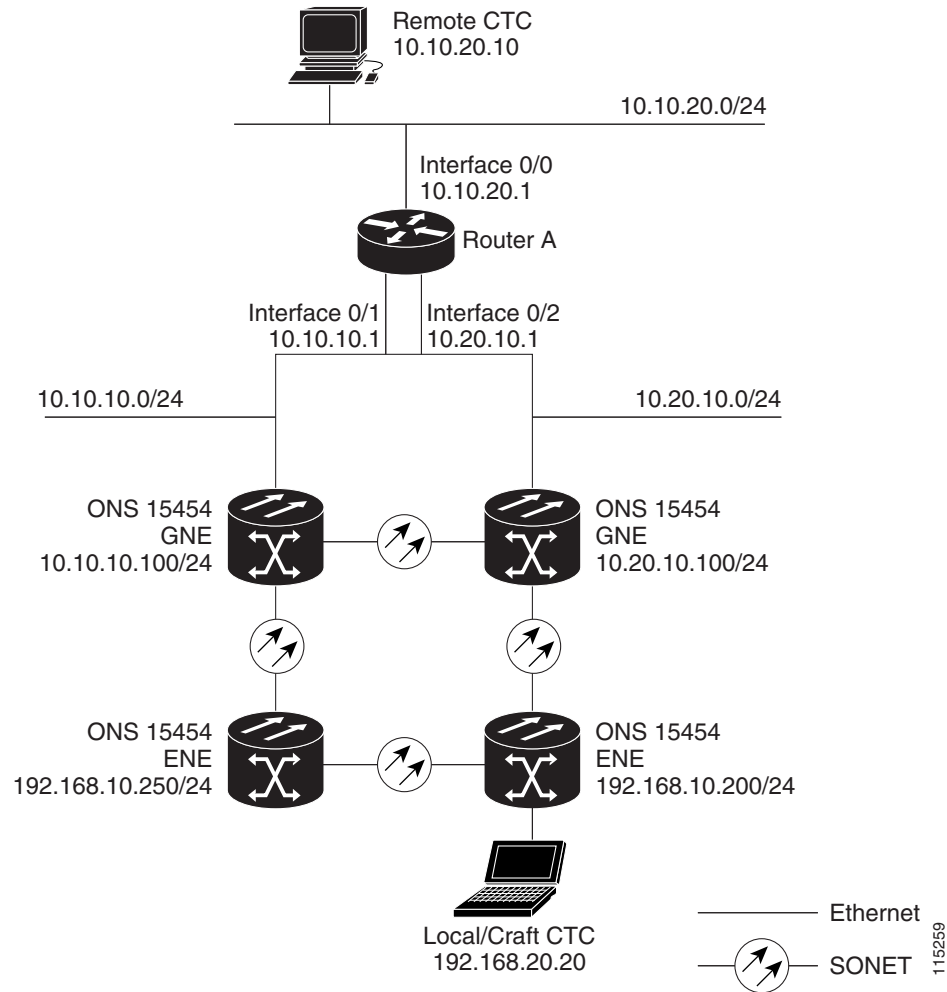 Remote CTC
10.10.20.10
10.10.20.0/24
Interface 0/0
10.10.20.1
Router A
Interface 0/1
10.10.10.1
Interface 0/2
10.20.10.1
10.10.10.0/24
10.20.10.0/24
ONS 15454
GNE
10.10.10.100/24
ONS 15454
GNE
10.20.10.100/24
ONS 15454
ENE
192.168.10.250/24
ONS 15454
ENE
192.168.10.200/24
Local/Craft CTC
192.168.20.20
Ethernet
SONET
115259